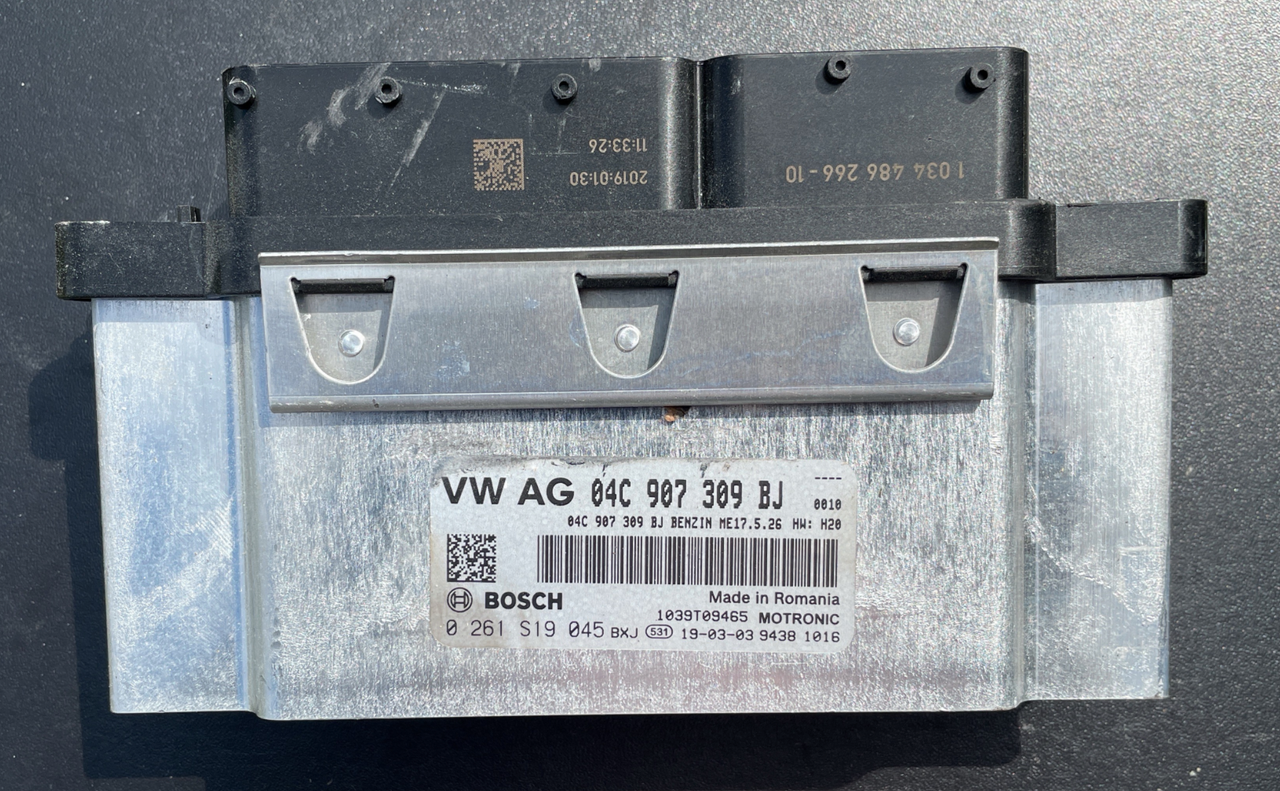 11:33:26
2019:01:30
1 034 486 266-10
VW AG 04C 907 309 BJ ----
0010
04C 907 309 BJ BENZIN ME17.5.26 HW: H20
BOSCH
Made in Romania
1039T09465 MOTRONIC
0 261 S19 045 BXJ 531 19-03-03 9438 1016